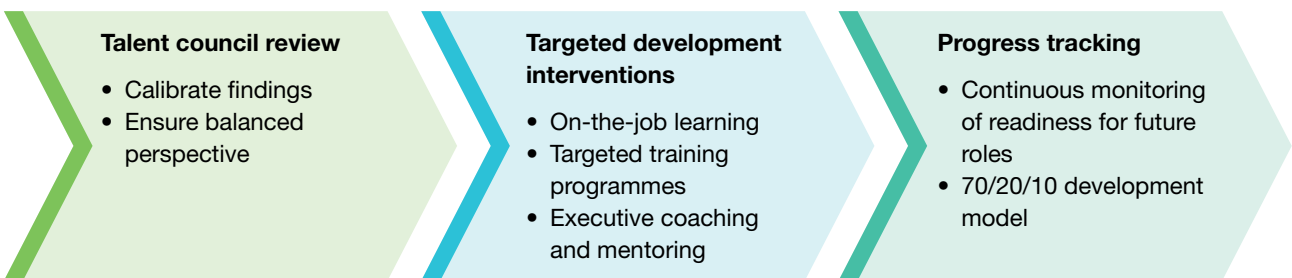 Talent council review
• Calibrate findings
• Ensure balanced
perspective
Targeted development
interventions
• On-the-job learning
• Targeted training
programmes
• Executive coaching
and mentoring
Progress tracking
• Continuous monitoring
of readiness for future
roles
• 70/20/10 development
model